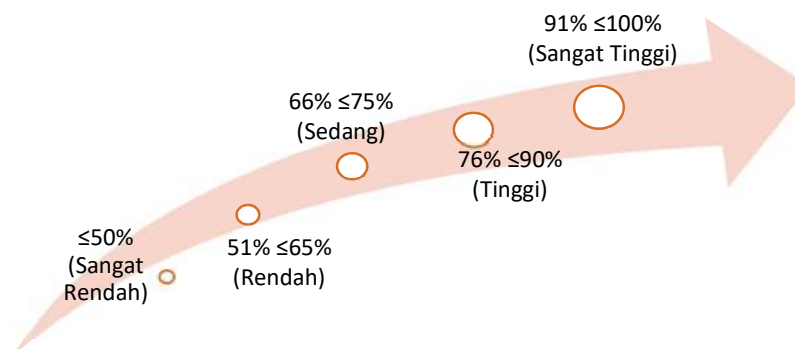 ≤50%
(Sangat
Rendah)
51% ≤65%
(Rendah)
66% ≤75%
(Sedang)
76% ≤90%
(Tinggi)
91% ≤100%
(Sangat Tinggi)